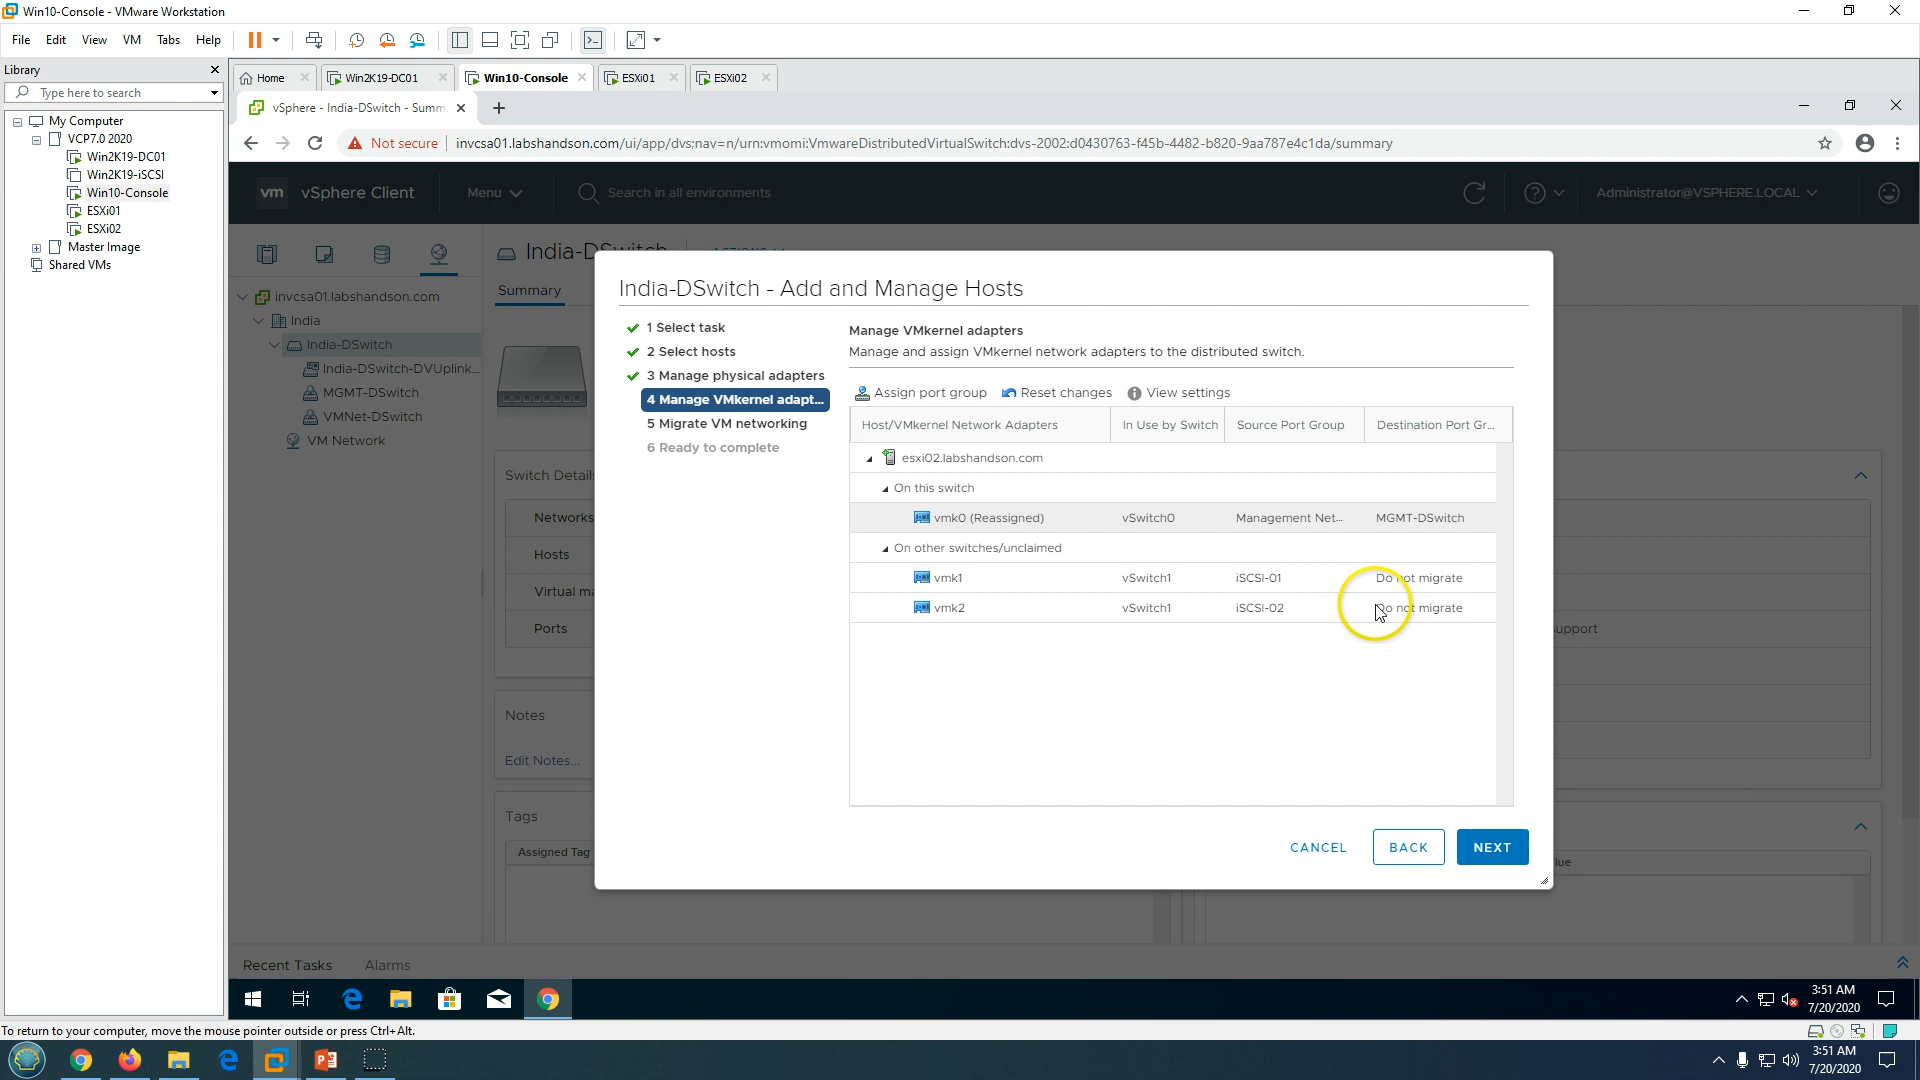 Win10-Console - VMware Workstation
File Edit View VM Tabs Help
Library
Type here to search
My Computer
VCP7.0 2020
Win2K19-DC01
Win2K19-iSCSI
Win10-Console
ESXi01
ESXi02
Master Image
Shared VMs
Home
Win2K19-DC01
Win10-Console
ESXi01
ESXi02
vSphere - India-DSwitch - Summ
Not secure
invcsa01.labshandson.com/ui/app/dvs;nav=n/urn:vmomi:VmwareDistributedVirtualSwitch:dvs-2002:d0430763-f45b-4482-b820-9aa787e4c1da/summary
vm vSphere Client
Menu
Search in all environments
Administrator@VSPHERE.LOCAL
invcsa01.labshandson.com
India
India-DSwitch
India-DSwitch-DVUplink...
MGMT-DSwitch
VMNet-DSwitch
VM Network
Summary
Networks
Hosts
Ports
Notes
Edit Notes...
Tags
Assigned Tag
India-DSwitch - Add and Manage Hosts
1 Select task
2 Select hosts
3 Manage physical adapters
4 Manage VMkernel adapt...
5 Migrate VM networking
6 Ready to complete
Manage VMkernel adapters
Manage and assign VMkernel network adapters to the distributed switch.
Assign port group Reset changes View settings
Host/VMkernel Network Adapters In Use by Switch Source Port Group Destination Port Gr...
esxi02.labshandson.com
On this switch
vmk0 (Reassigned) vSwitch0 Management Net... MGMT-DSwitch
On other switches/unclaimed
vmk1 vSwitch1 iSCSI-01 Do not migrate
vmk2 vSwitch1 iSCSI-02 Do not migrate
CANCEL BACK NEXT
Recent Tasks Alarms
3:51 AM
7/20/2020
To return to your computer, move the mouse pointer outside or press Ctrl+Alt.
3:51 AM
7/20/2020